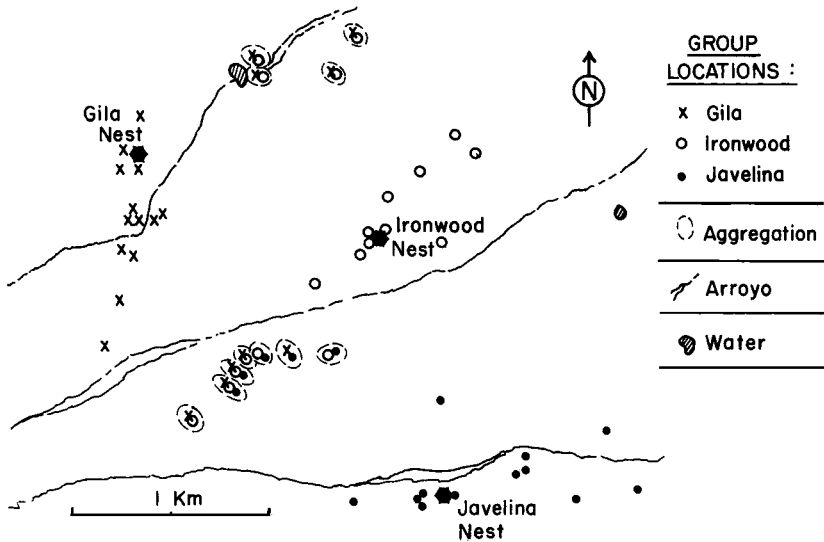 GROUP
LOCATIONS :
x Gila
o Ironwood
• Javelina
Aggregation
Arroyo
Water
N
Gila
Nest
Ironwood
Nest
Javelina
Nest
1 Km